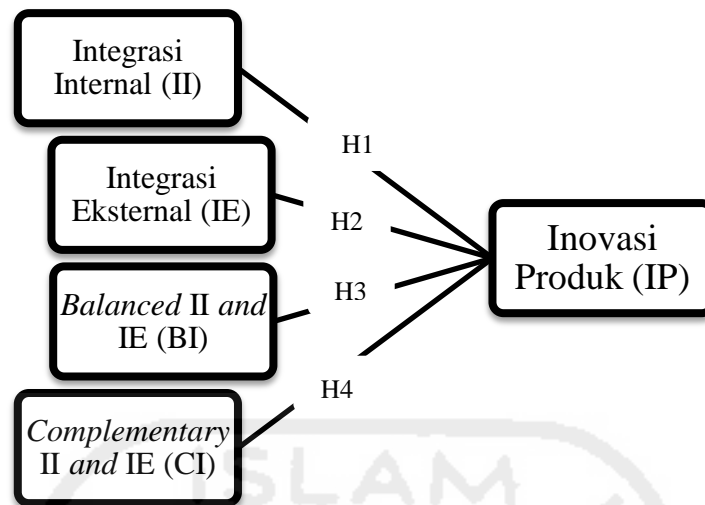 Integrasi
Internal (II)
H1
Integrasi
Eksternal (IE)
H2
Inovasi
Produk (IP)
Balanced II and
IE (BI)
H3
H4
Complementary
II and IE (CI)
ISLAM